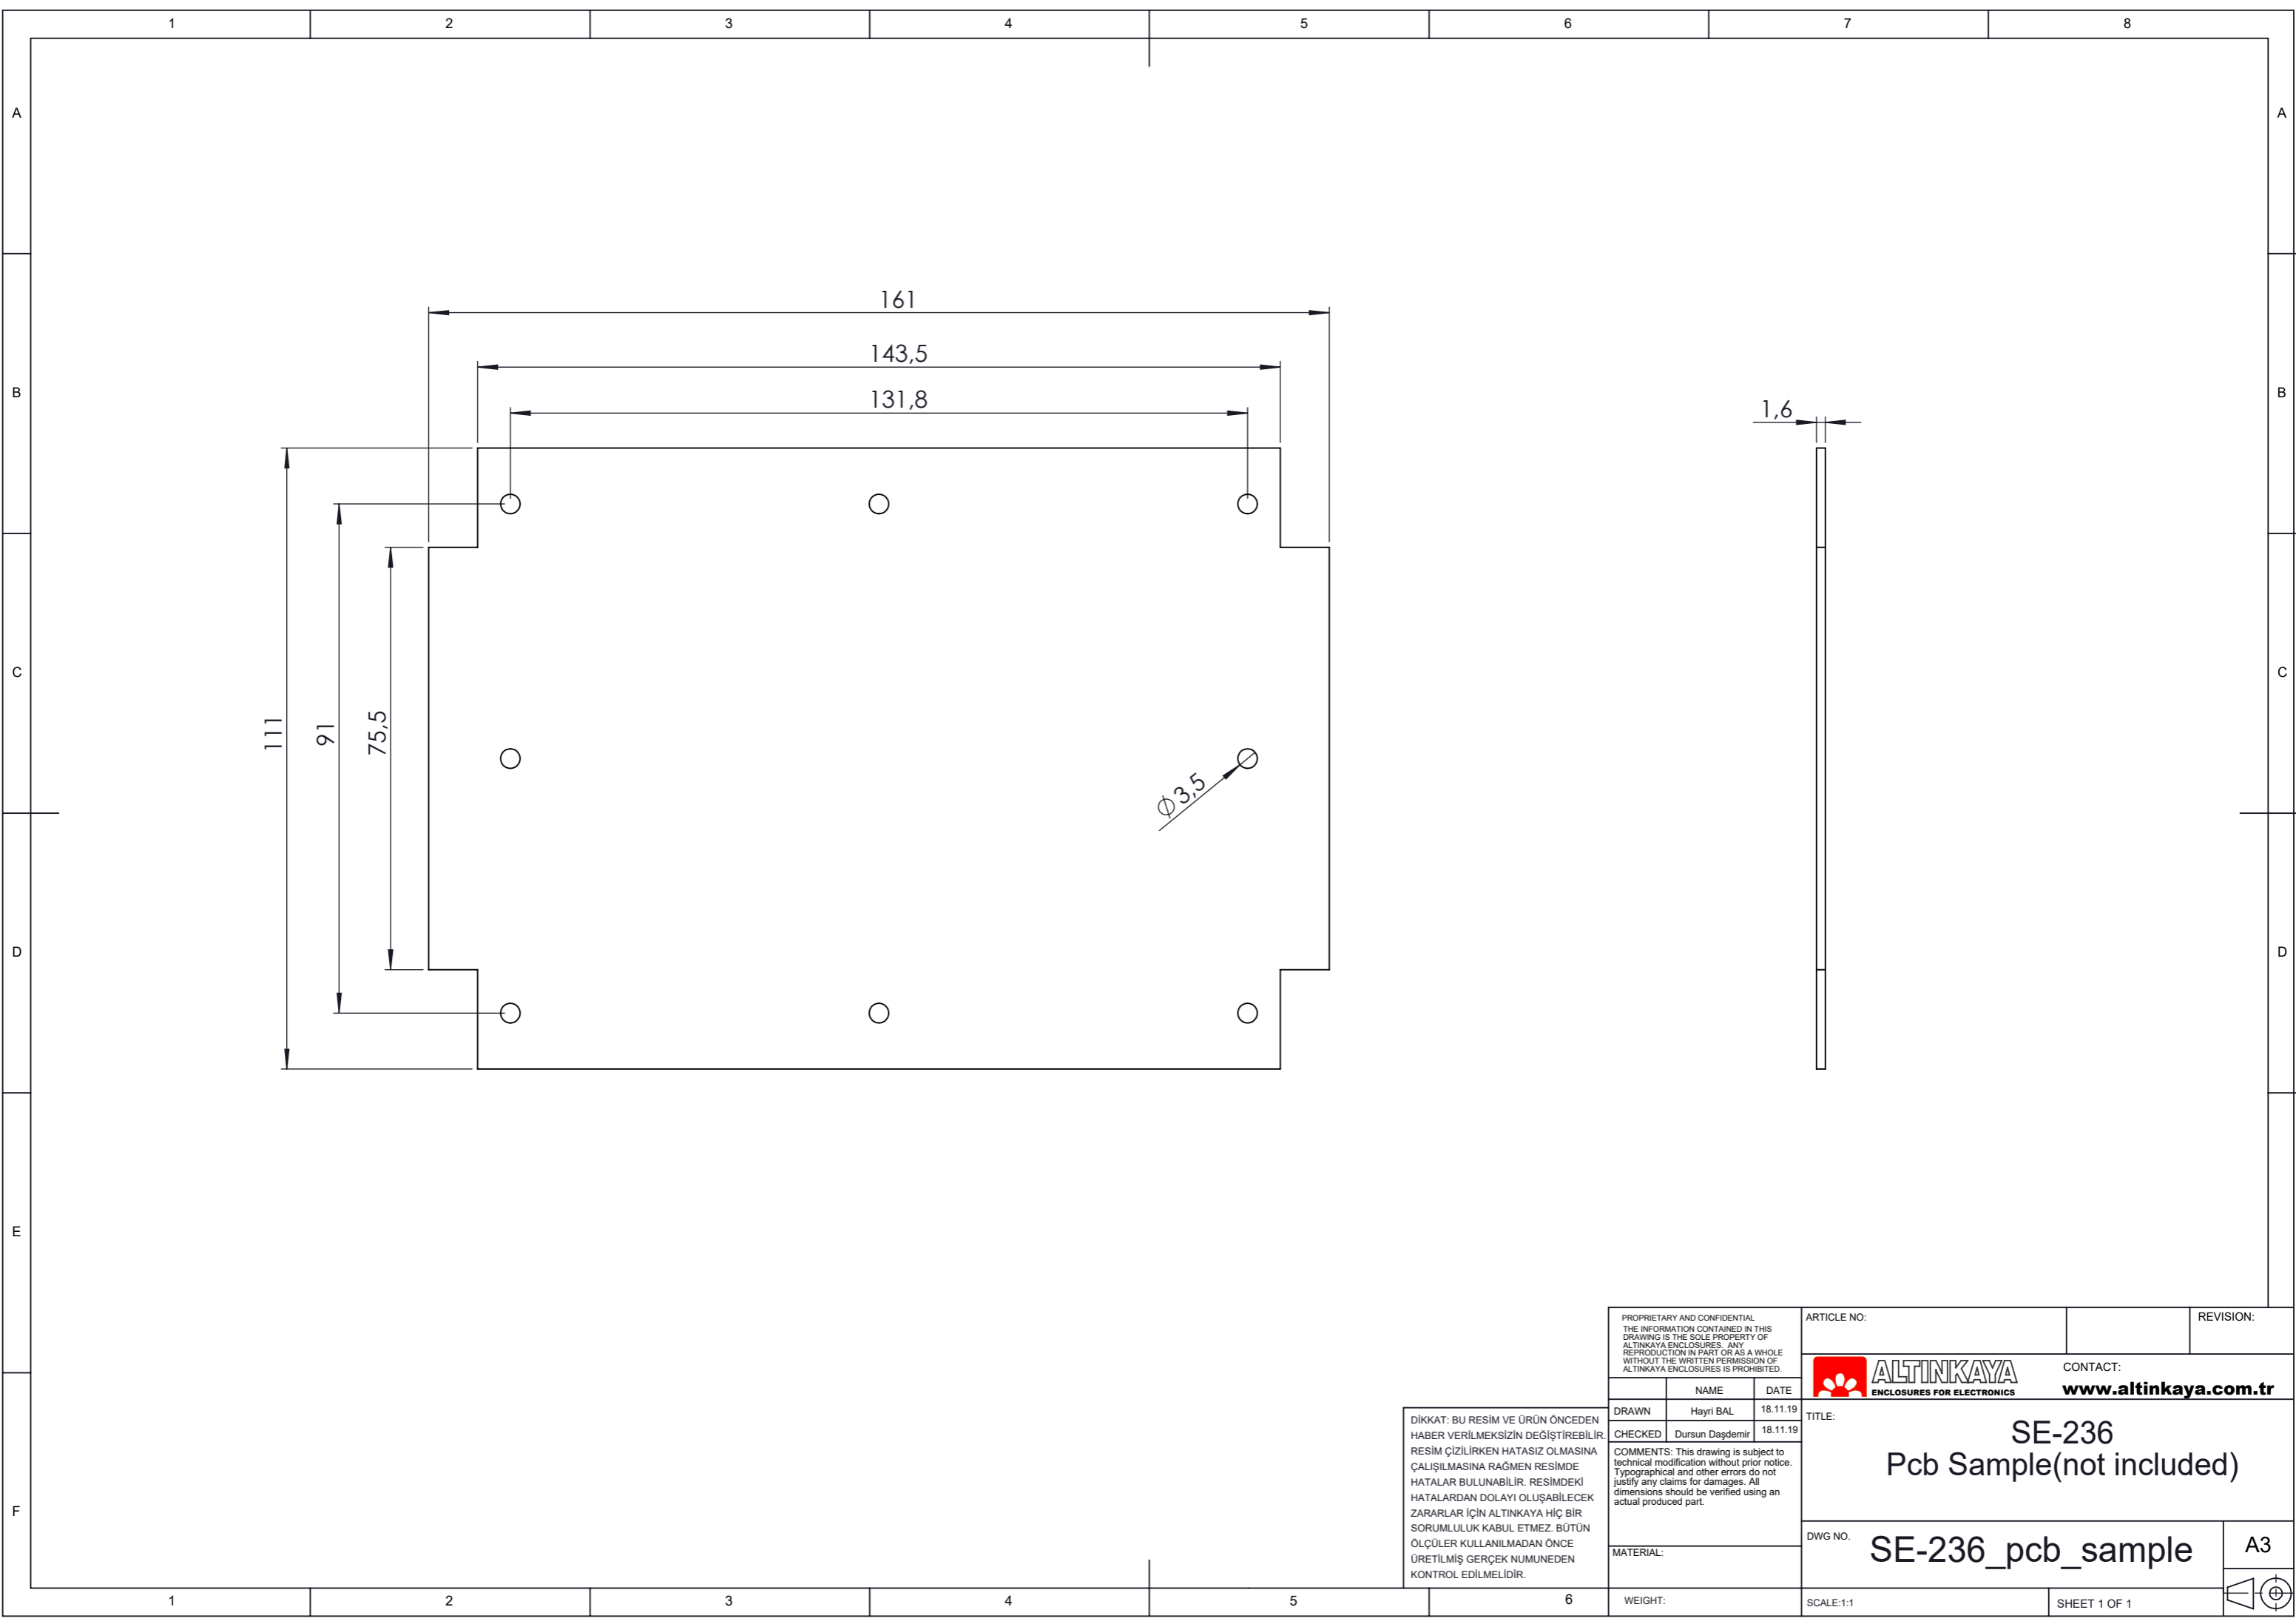 1 2 3 4 5 6 7 8
A A
B B
C C
D D
E
F
161
143,5
131,8
1,6
111
91
75,5
∅3,5
DİKKAT: BU RESİM VE ÜRÜN ÖNCEDEN
HABER VERİLMEKSİZİN DEĞİŞTİREBİLİR.
RESİM ÇİZİLİRKEN HATASIZ OLMASINA
ÇALIŞILMASINA RAĞMEN RESİMDE
HATALAR BULUNABİLİR. RESİMDEKİ
HATALARDAN DOLAYI OLUŞABİLECEK
ZARARLAR İÇİN ALTINKAYA HİÇ BİR
SORUMLULUK KABUL ETMEZ. BÜTÜN
ÖLÇÜLER KULLANILMADAN ÖNCE
ÜRETİLMİŞ GERÇEK NUMUNEDEN
KONTROL EDİLMELİDİR.
PROPRIETARY AND CONFIDENTIAL
THE INFORMATION CONTAINED IN THIS
DRAWING IS THE SOLE PROPERTY OF
ALTINKAYA ENCLOSURES. ANY
REPRODUCTION IN PART OR AS A WHOLE
WITHOUT THE WRITTEN PERMISSION OF
ALTINKAYA ENCLOSURES IS PROHIBITED.
NAME DATE
DRAWN Hayri BAL 18.11.19
CHECKED Dursun Daşdemir 18.11.19
COMMENTS: This drawing is subject to
technical modification without prior notice.
Typographical and other errors do not
justify any claims for damages. All
dimensions should be verified using an
actual produced part.
MATERIAL:
WEIGHT:
ARTICLE NO:
REVISION:
ALTINKAYA
ENCLOSURES FOR ELECTRONICS
CONTACT:
www.altinkaya.com.tr
TITLE:
SE-236
Pcb Sample(not included)
DWG NO.
SE-236_pcb_sample
A3
SCALE:1:1
SHEET 1 OF 1
1 2 3 4 5 6